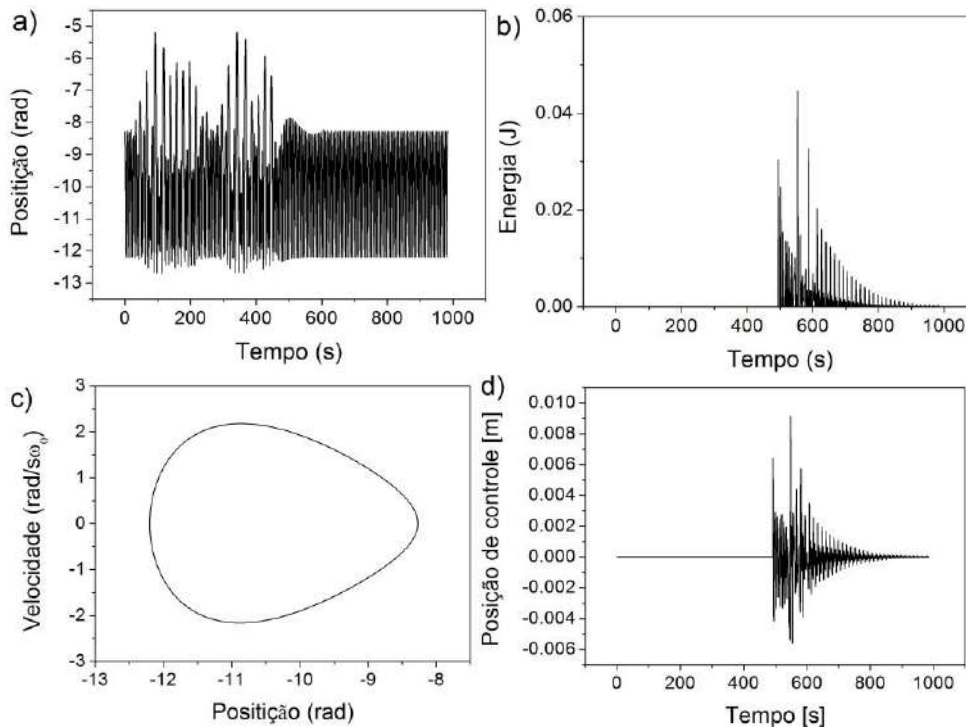 a)
-5
-6
-7
-8
-9
-10
-11
-12
-13
0 200 400 600 800 1000
Tempo (s)
Positição (rad)
b)
0.06
0.04
0.02
0.00
0 200 400 600 800 1000
Tempo (s)
Energia (J)
c)
3
2
1
0
-1
-2
-3
-13 -12 -11 -10 -9 -8
Positição (rad)
Velocidade (rad/sω₀)
d)
0.010
0.008
0.006
0.004
0.002
0.000
-0.002
-0.004
-0.006
0 200 400 600 800 1000
Tempo [s]
Posição de controle [m]